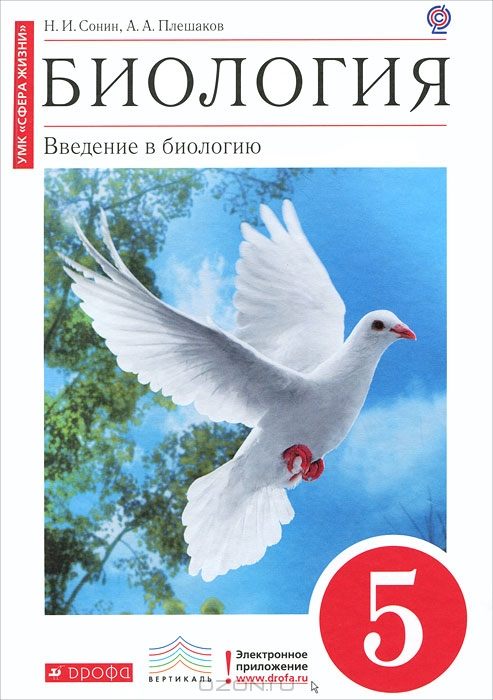 УМК «СФЕРА ЖИЗНИ»
Н. И. Сонин, А. А. Плешаков
БИОЛОГИЯ
Введение в биологию
5
ДРОФА
ВЕРТИКАЛЬ
Электронное
приложение
www.drofa.ru
OZON.ru